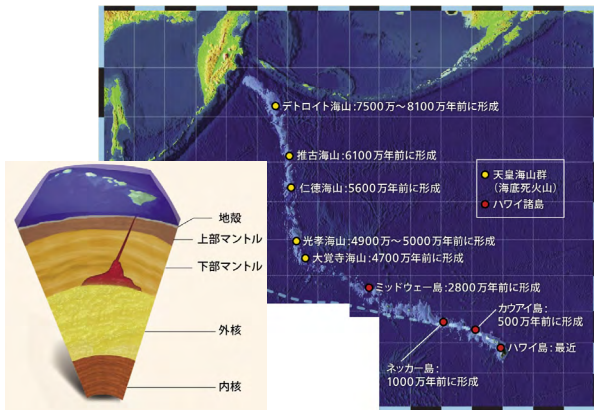 デトロイト海山:7500万〜8100万年前に形成
推古海山:6100万年前に形成
仁徳海山:5600万年前に形成
天皇海山群
（海底死火山）
ハワイ諸島
光孝海山:4900万〜5000万年前に形成
大覚寺海山:4700万年前に形成
ミッドウェー島:2800万年前に形成
カウアイ島:
500万年前に形成
ハワイ島:最近
ネッカー島:
1000万年前に形成
地殻
上部マントル
下部マントル
外核
内核